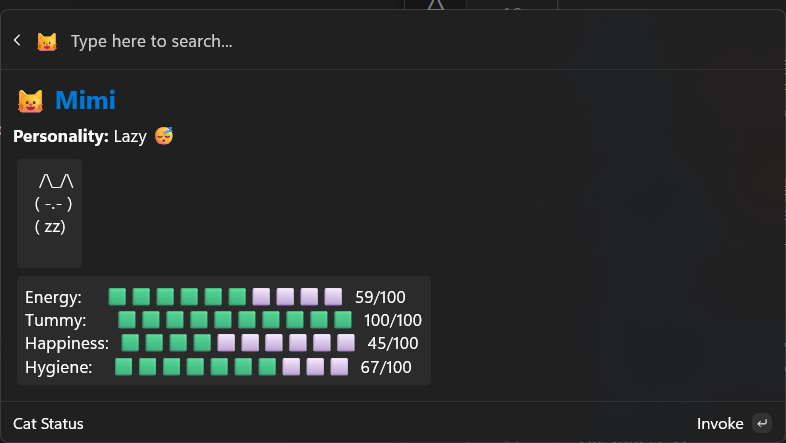 Type here to search...
Mimi
Personality: Lazy 😴
/\_/\
( -.- )
( zz)
Energy: 🟩🟩🟩🟩🟩🟩⬜⬜⬜⬜ 59/100
Tummy: 🟩🟩🟩🟩🟩🟩🟩🟩🟩🟩 100/100
Happiness: 🟩🟩🟩🟩⬜⬜⬜⬜⬜⬜ 45/100
Hygiene: 🟩🟩🟩🟩🟩🟩🟩⬜⬜⬜ 67/100
Cat Status
Invoke